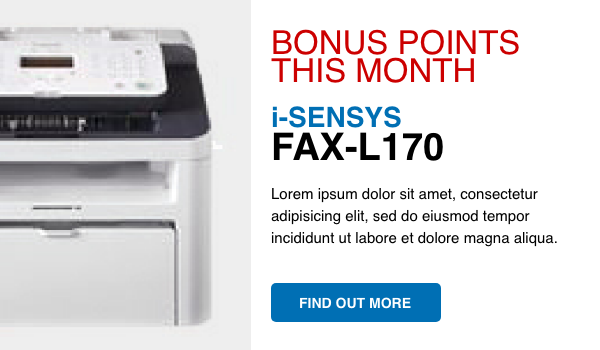 BONUS POINTS
THIS MONTH
i-SENSYS
FAX-L170
Lorem ipsum dolor sit amet, consectetur
adipisicing elit, sed do eiusmod tempor
incididunt ut labore et dolore magna aliqua.
FIND OUT MORE